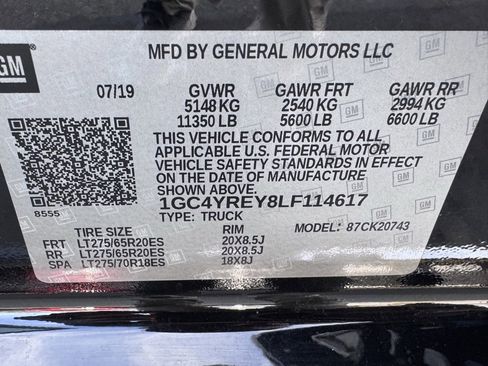 GM
MFD BY GENERAL MOTORS LLC
07/19 GVWR GAWR FRT GAWR RR
5148 KG 2540 KG 2994 KG
11350 LB 5600 LB 6600 LB
THIS VEHICLE CONFORMS TO ALL
APPLICABLE U.S. FEDERAL MOTOR
VEHICLE SAFETY STANDARDS IN EFFECT
ON THE DATE OF MANUFACTURE SHOWN
ABOVE.
1GC4YREY8LF114617
8555 TYPE: TRUCK MODEL: 87CK20743
TIRE SIZE RIM
FRT LT275/65R20ES 20X8.5J
RR LT275/65R20ES 20X8.5J
SPA LT275/70R18ES 18X8J